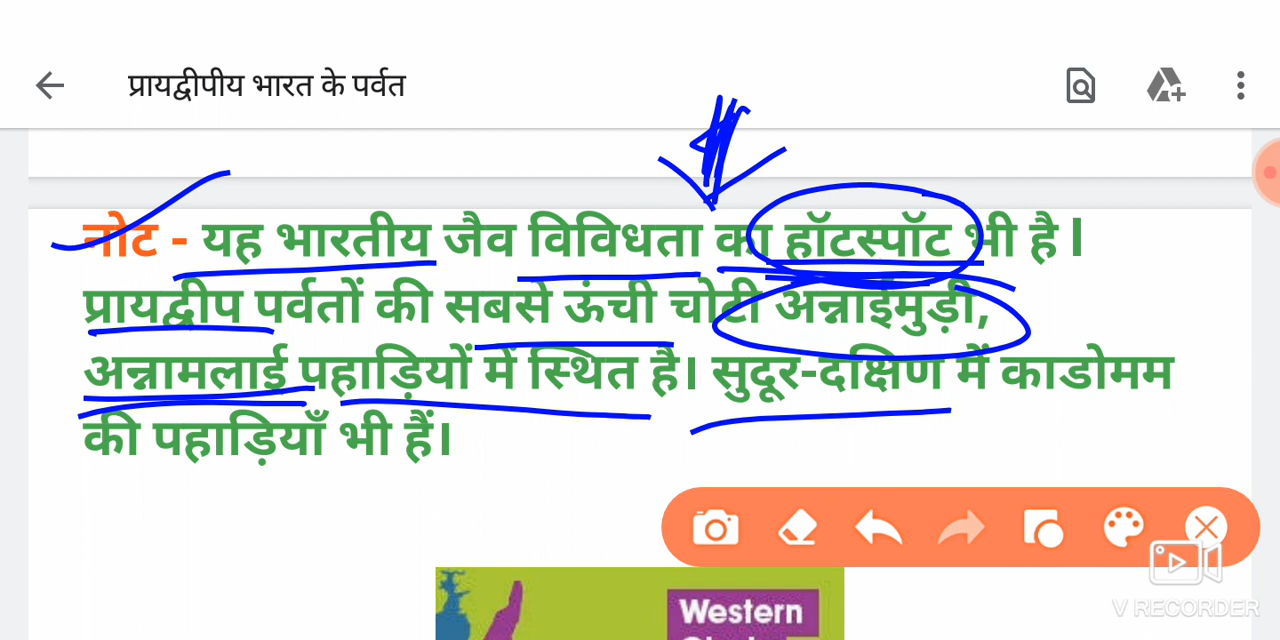 प्रायद्वीपीय भारत के पर्वत
नोट - यह भारतीय जैव विविधता का हॉटस्पॉट भी है ।
प्रायद्वीप पर्वतों की सबसे ऊंची चोटी अन्नाईमुड़ी,
अन्नामलाई पहाड़ियों में स्थित है। सुदूर-दक्षिण में काडोमम
की पहाड़ियाँ भी हैं।
Western
V RECORDER